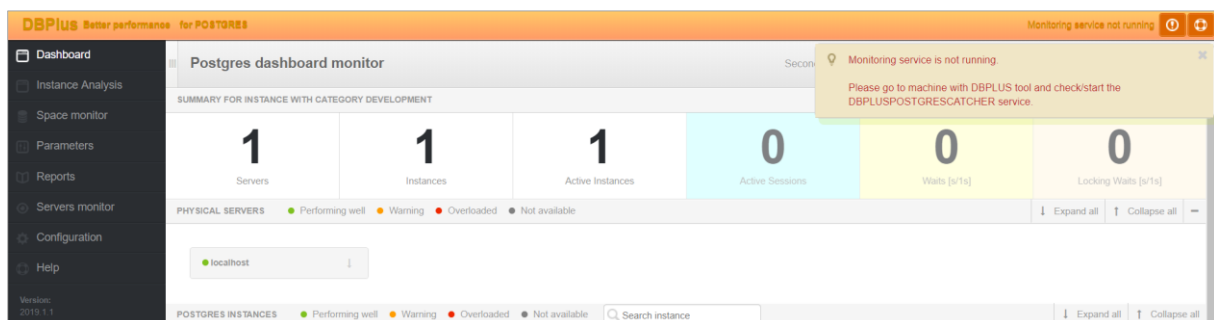 DBPlus Better performance for POSTGRES
Monitoring service not running
Dashboard
Instance Analysis
Space monitor
Parameters
Reports
Servers monitor
Configuration
Help
Version:
2019.1.1
Postgres dashboard monitor
Secon
Monitoring service is not running.
Please go to machine with DBPLUS tool and check/start the
DBPLUSPOSTGRESCATCHER service.
SUMMARY FOR INSTANCE WITH CATEGORY DEVELOPMENT
1 1 1 0 0 0
Servers Instances Active Instances Active Sessions Waits [s/1s] Locking Waits [s/1s]
PHYSICAL SERVERS Performing well Warning Overloaded Not available Expand all Collapse all
localhost
POSTGRES INSTANCES Performing well Warning Overloaded Not available Search instance Expand all Collapse all